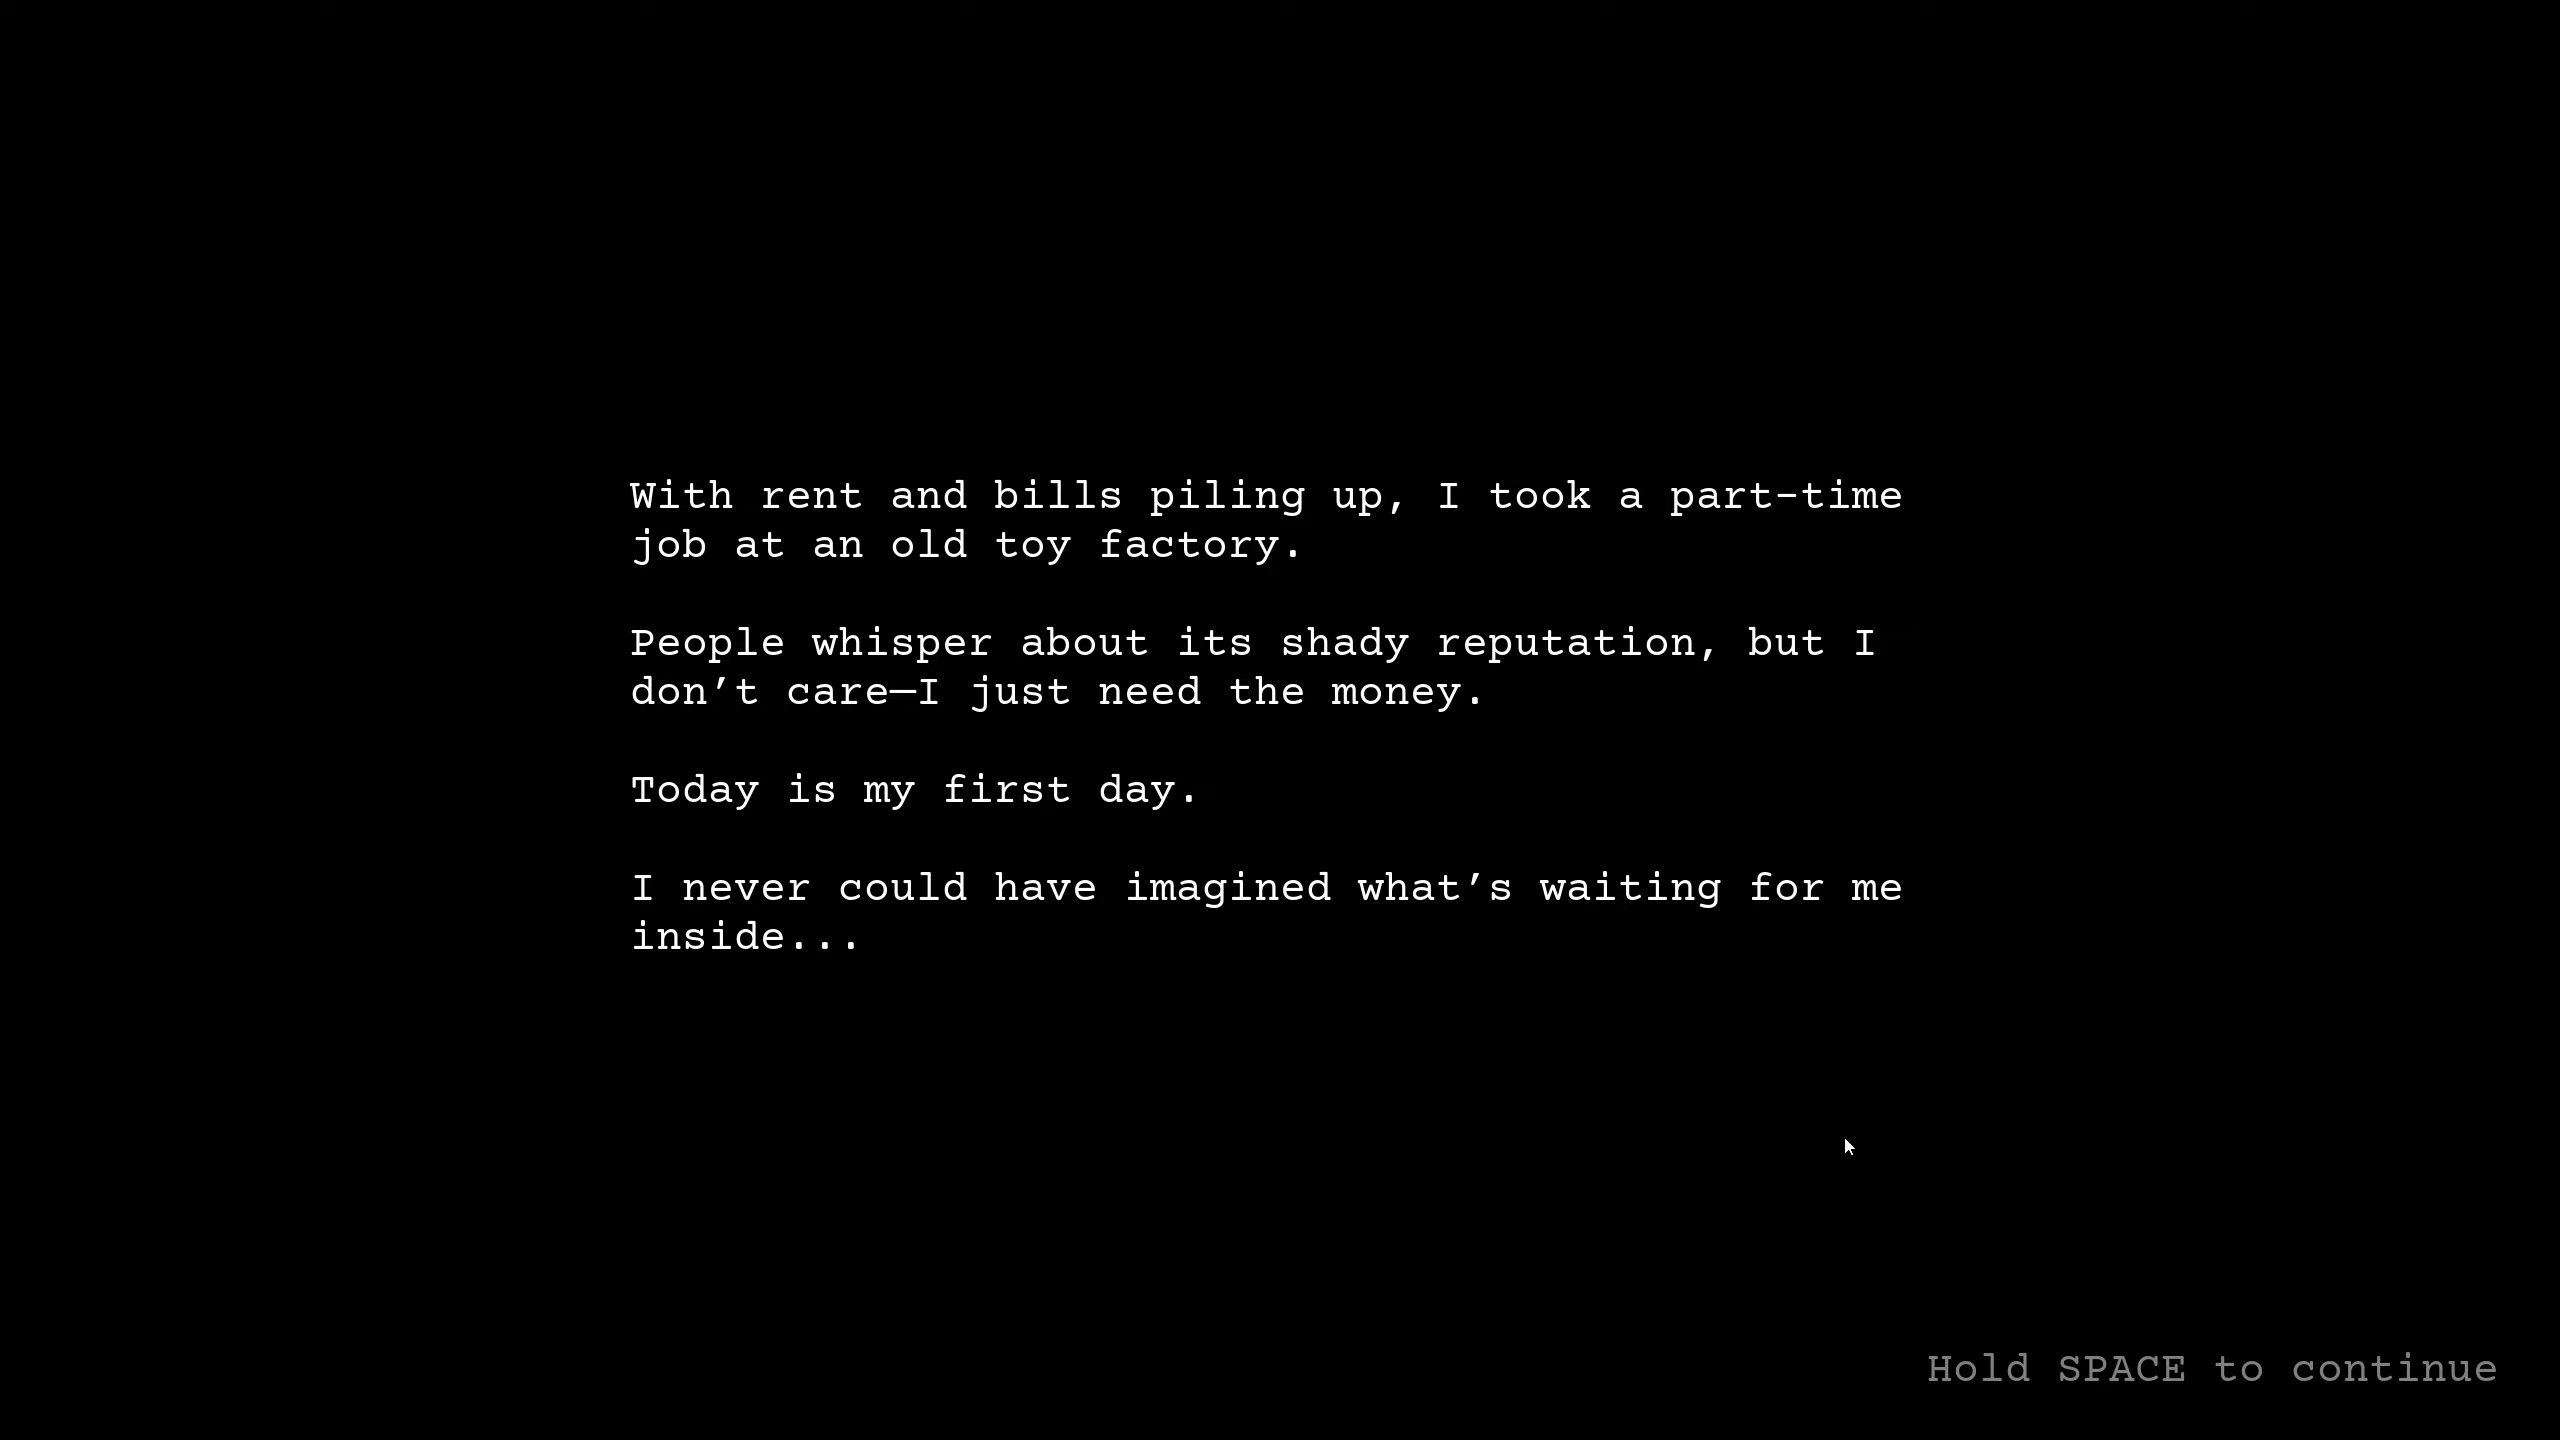 With rent and bills piling up, I took a part-time
job at an old toy factory.
People whisper about its shady reputation, but I
don’t care—I just need the money.
Today is my first day.
I never could have imagined what’s waiting for me
inside...
Hold SPACE to continue